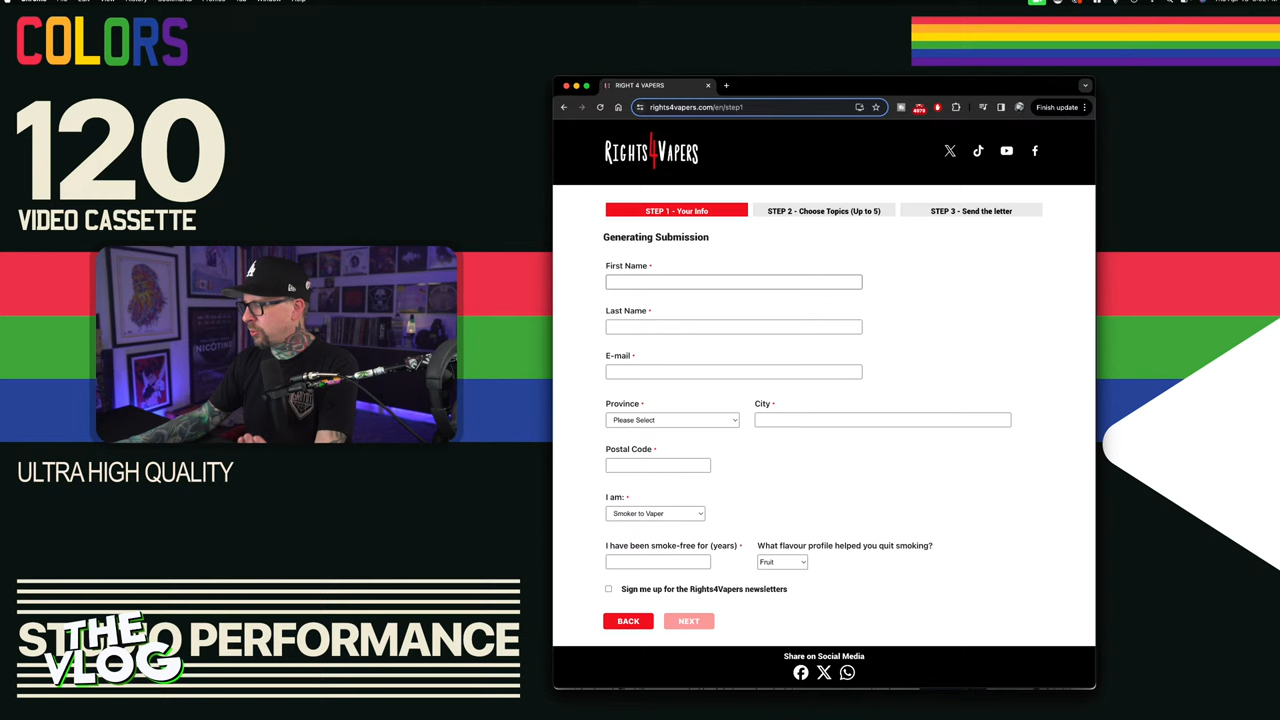 COLORS
120
VIDEO CASSETTE
NICOTINE
ULTRA HIGH QUALITY
PERFORMANCE
THE
VLOG
RIGHT 4 VAPERS
rights4vapers.com/en/step1
Finish update
RIGHTS4VAPERS
STEP 1 - Your Info
STEP 2 - Choose Topics (Up to 5)
STEP 3 - Send the letter
Generating Submission
First Name *
Last Name *
E-mail *
Province *
City *
Please Select
Postal Code *
I am: *
Smoker to Vaper
I have been smoke-free for (years) *
What flavour profile helped you quit smoking?
Fruit
Sign me up for the Rights4Vapers newsletters
BACK
NEXT
Share on Social Media